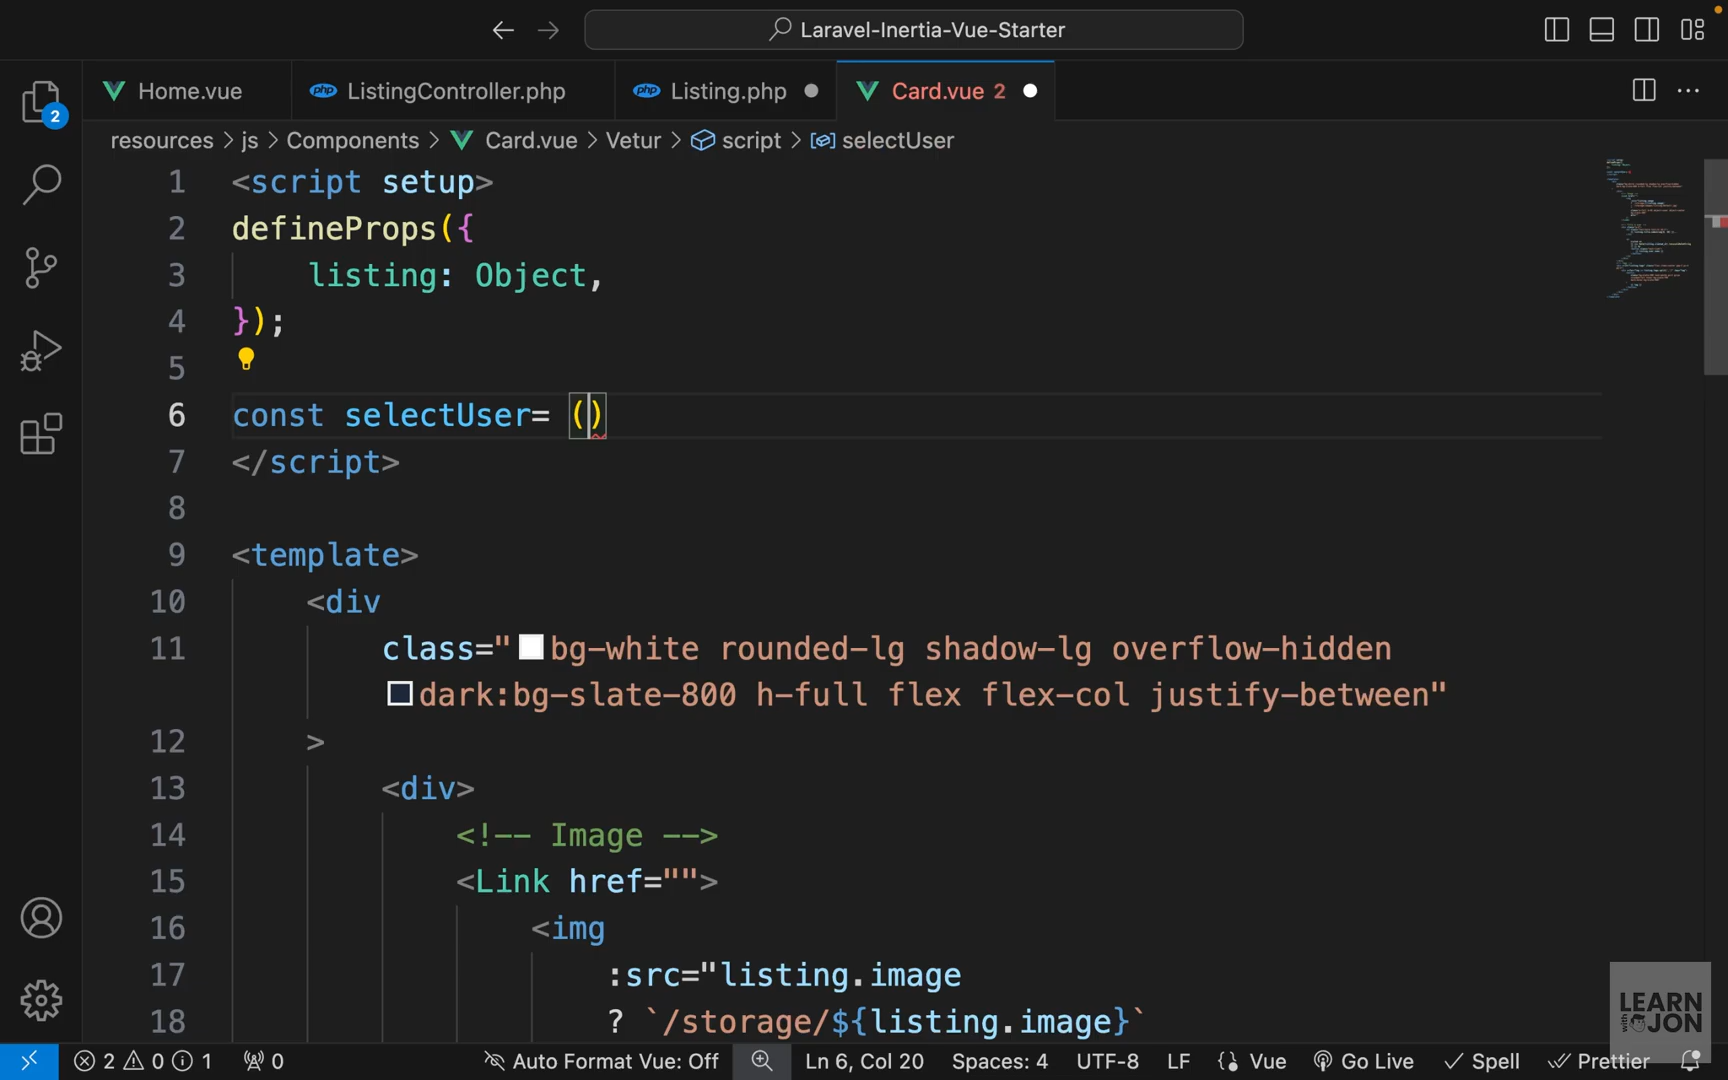 Laravel-Inertia-Vue-Starter
Home.vue
ListingController.php
Listing.php
Card.vue 2
resources > js > Components > Card.vue > Vetur > script > selectUser
1 <script setup>
2 defineProps({
3 listing: Object,
4 });
5
6 const selectUser= ()
7 </script>
8
9 <template>
10 <div
11 class="bg-white rounded-lg shadow-lg overflow-hidden
dark:bg-slate-800 h-full flex flex-col justify-between"
12 >
13 <div>
14 <!-- Image -->
15 <Link href="">
16 <img
17 :src="listing.image
18 ? `/storage/${listing.image}`
2
LEARN
with
JON
2 0 1 0 Auto Format Vue: Off Ln 6, Col 20 Spaces: 4 UTF-8 LF Vue Go Live Spell Prettier